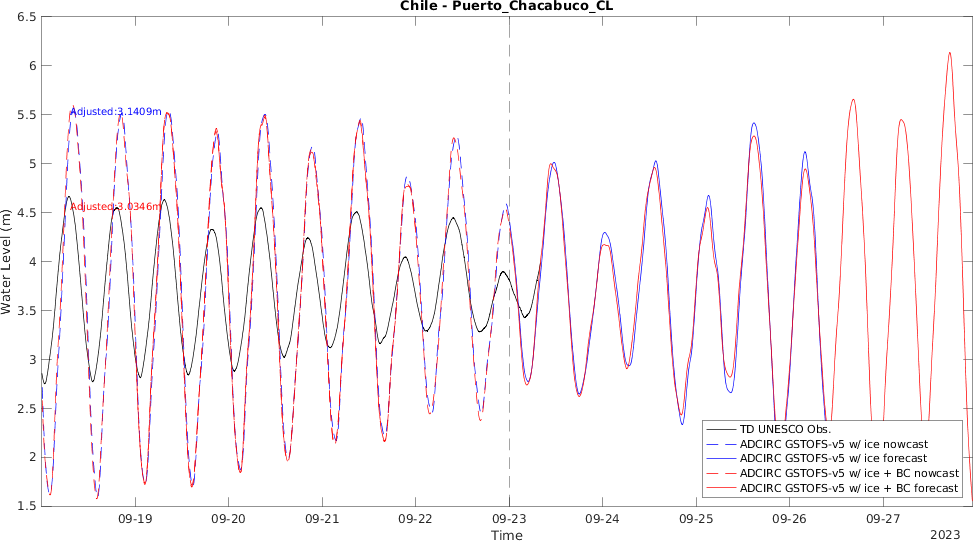 Chile - Puerto_Chacabuco_CL
Water Level (m)
6.5
6
5.5
5
4.5
4
3.5
3
2.5
2
1.5
Adjusted:3.1409m
Adjusted:3.0346m
TD UNESCO Obs.
ADCIRC GSTOFS-v5 w/ ice nowcast
ADCIRC GSTOFS-v5 w/ ice forecast
ADCIRC GSTOFS-v5 w/ ice + BC nowcast
ADCIRC GSTOFS-v5 w/ ice + BC forecast
09-19 09-20 09-21 09-22 09-23 09-24 09-25 09-26 09-27
Time
2023